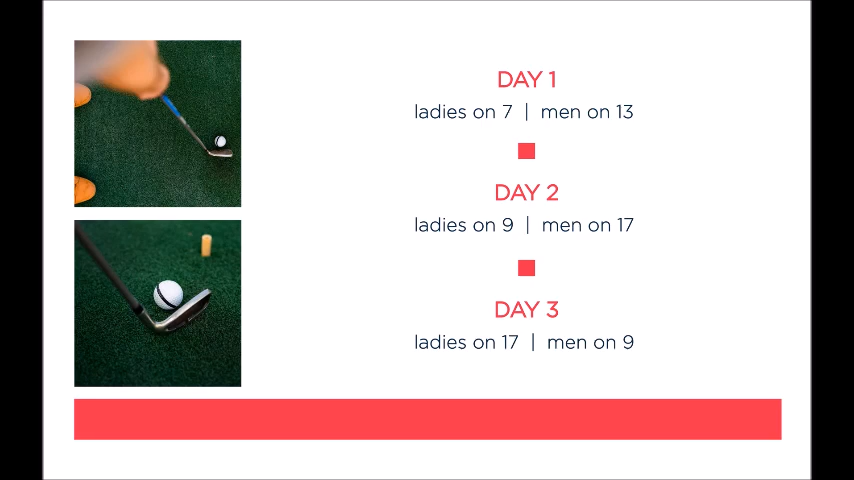 DAY 1
ladies on 7 | men on 13
DAY 2
ladies on 9 | men on 17
DAY 3
ladies on 17 | men on 9